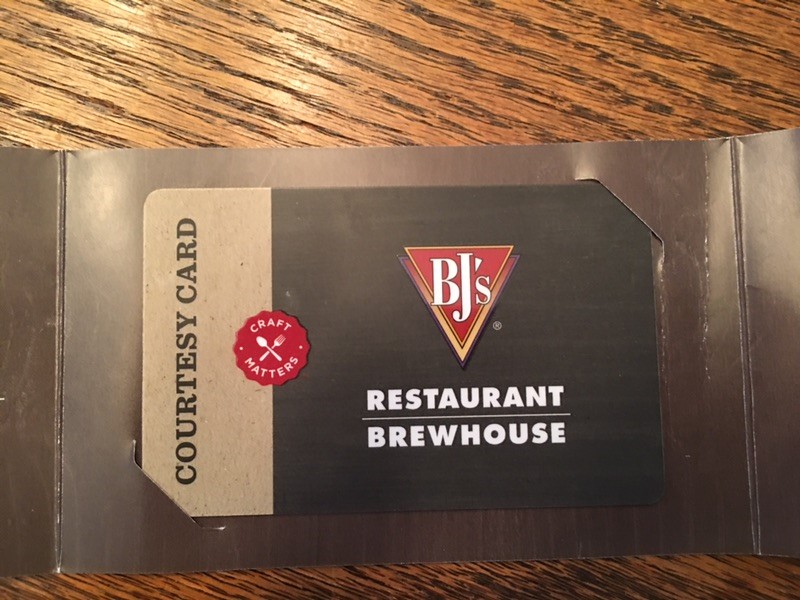 COURTESY CARD
CRAFT
MATTERS
BJ's
®
RESTAURANT
BREWHOUSE